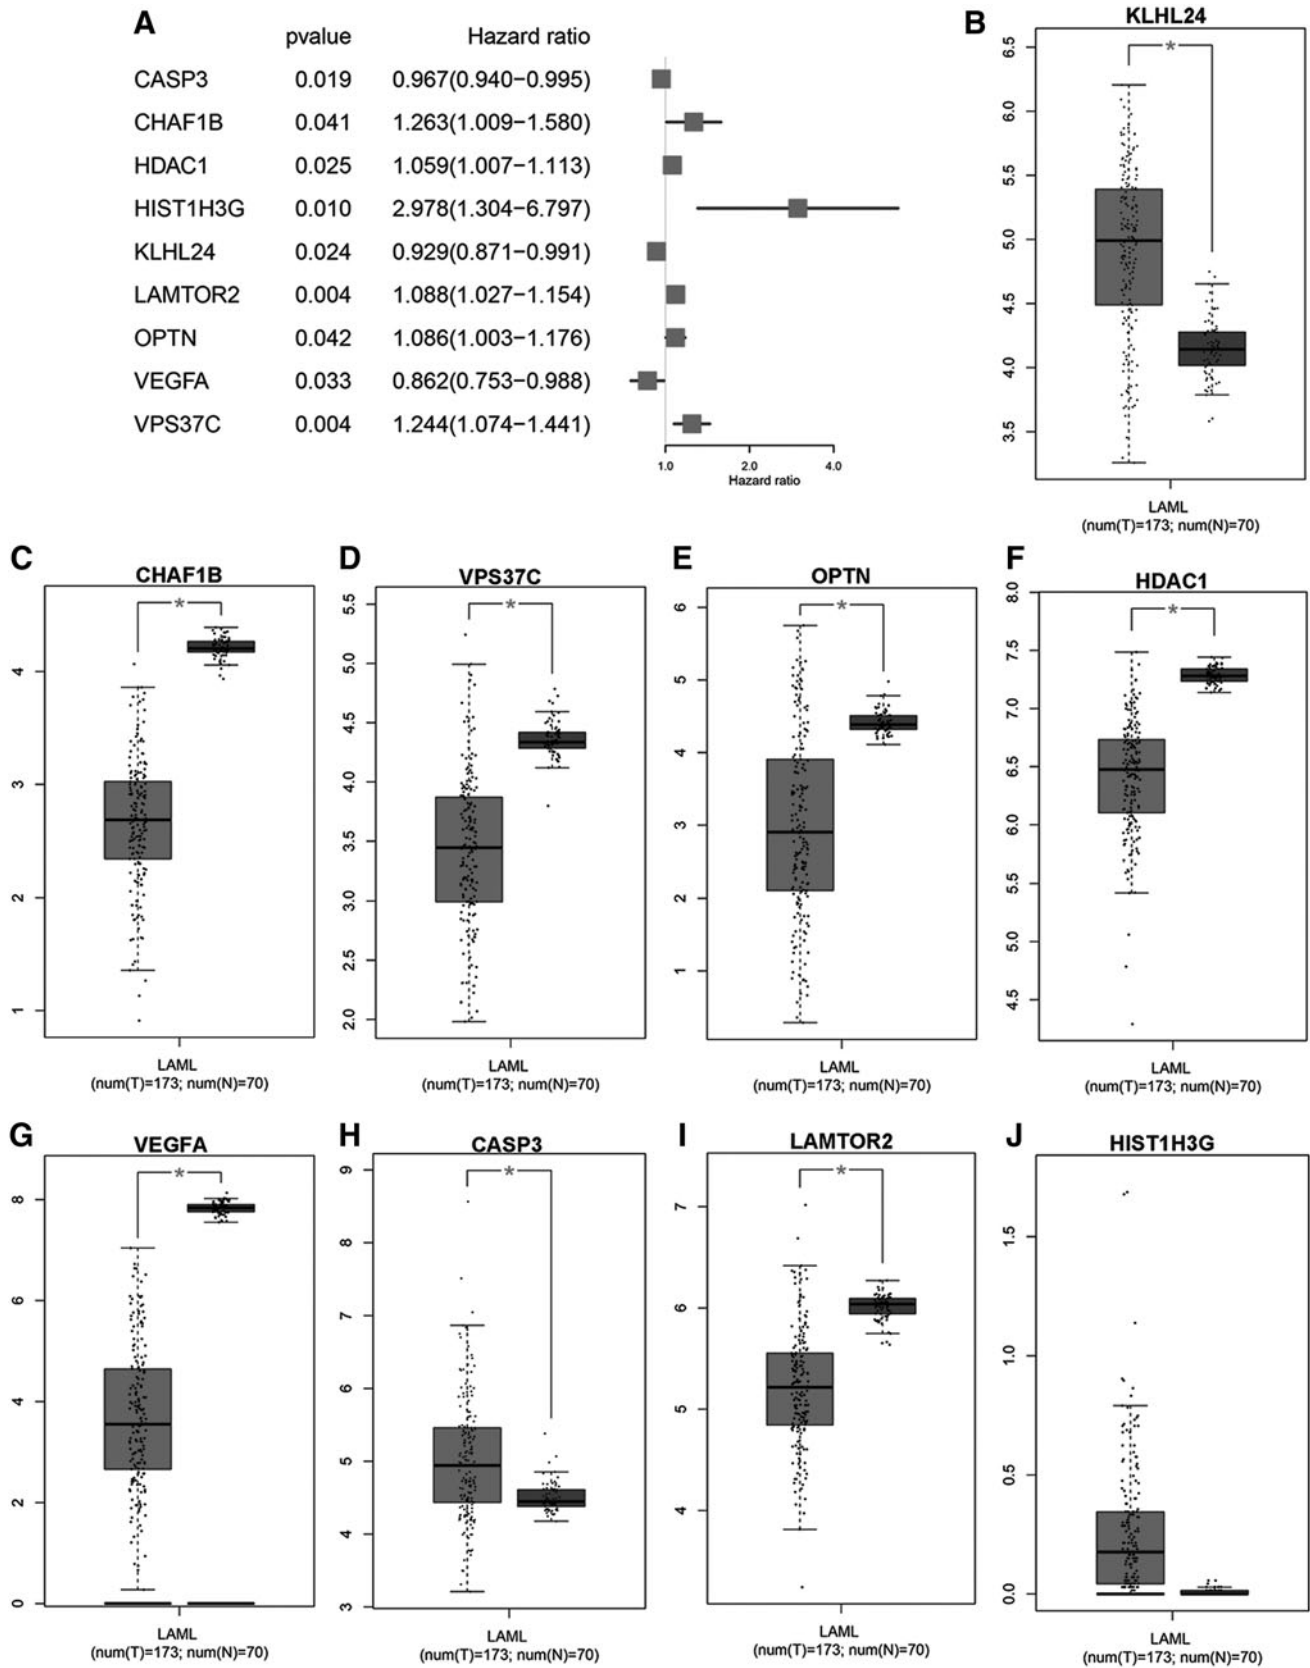 A
pvalue Hazard ratio
CASP3 0.019 0.967(0.940−0.995)
CHAF1B 0.041 1.263(1.009−1.580)
HDAC1 0.025 1.059(1.007−1.113)
HIST1H3G 0.010 2.978(1.304−6.797)
KLHL24 0.024 0.929(0.871−0.991)
LAMTOR2 0.004 1.088(1.027−1.154)
OPTN 0.042 1.086(1.003−1.176)
VEGFA 0.033 0.862(0.753−0.988)
VPS37C 0.004 1.244(1.074−1.441)
1.0 2.0 4.0
Hazard ratio
B
KLHL24
*
6.5
6.0
5.5
5.0
4.5
4.0
3.5
LAML
(num(T)=173; num(N)=70)
C
CHAF1B
*
4
3
2
1
LAML
(num(T)=173; num(N)=70)
D
VPS37C
*
5.5
5.0
4.5
4.0
3.5
3.0
2.5
2.0
LAML
(num(T)=173; num(N)=70)
E
OPTN
*
6
5
4
3
2
1
LAML
(num(T)=173; num(N)=70)
F
HDAC1
*
8.0
7.5
7.0
6.5
6.0
5.5
5.0
4.5
LAML
(num(T)=173; num(N)=70)
G
VEGFA
*
8
6
4
2
0
LAML
(num(T)=173; num(N)=70)
H
CASP3
*
9
8
7
6
5
4
3
LAML
(num(T)=173; num(N)=70)
I
LAMTOR2
*
7
6
5
4
LAML
(num(T)=173; num(N)=70)
J
HIST1H3G
1.5
1.0
0.5
0.0
LAML
(num(T)=173; num(N)=70)